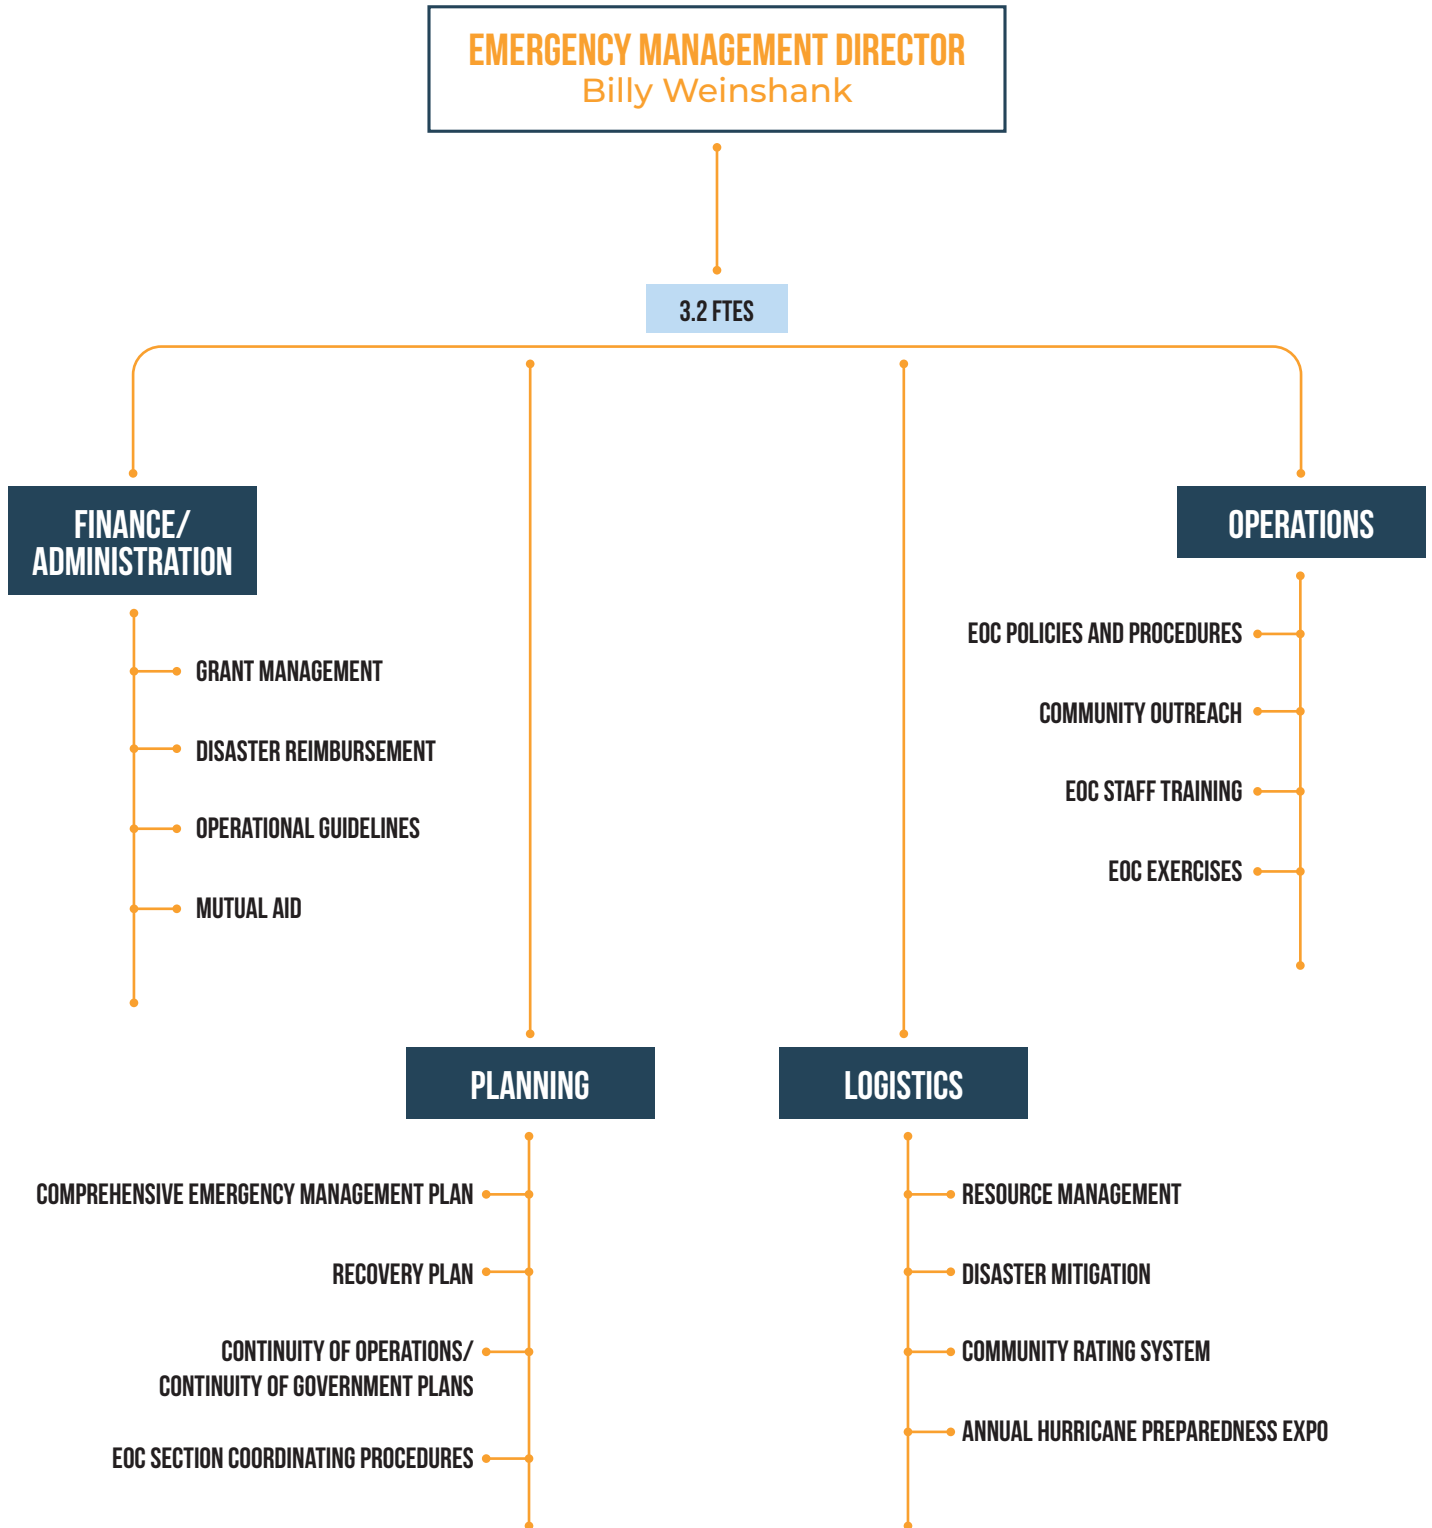 EMERGENCY MANAGEMENT DIRECTOR
Billy Weinshank
3.2 FTES
FINANCE/
ADMINISTRATION
GRANT MANAGEMENT
DISASTER REIMBURSEMENT
OPERATIONAL GUIDELINES
MUTUAL AID
OPERATIONS
EOC POLICIES AND PROCEDURES
COMMUNITY OUTREACH
EOC STAFF TRAINING
EOC EXERCISES
PLANNING
COMPREHENSIVE EMERGENCY MANAGEMENT PLAN
RECOVERY PLAN
CONTINUITY OF OPERATIONS/
CONTINUITY OF GOVERNMENT PLANS
EOC SECTION COORDINATING PROCEDURES
LOGISTICS
RESOURCE MANAGEMENT
DISASTER MITIGATION
COMMUNITY RATING SYSTEM
ANNUAL HURRICANE PREPAREDNESS EXPO